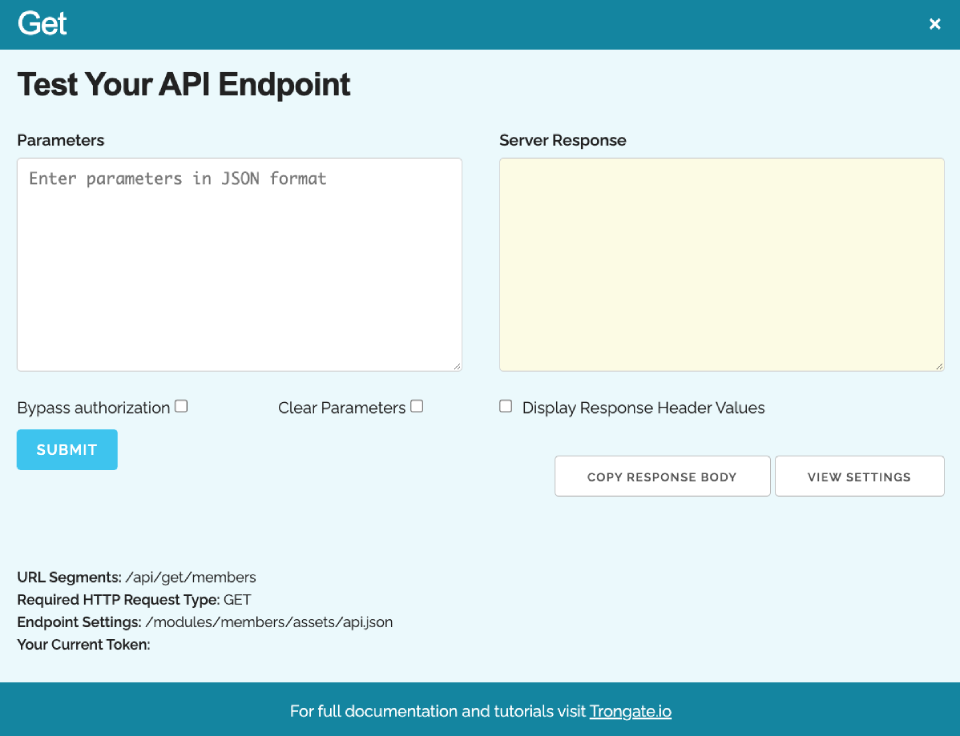 Get
×
Test Your API Endpoint
Parameters
Server Response
Enter parameters in JSON format
Bypass authorization
Clear Parameters
Display Response Header Values
SUBMIT
COPY RESPONSE BODY
VIEW SETTINGS
URL Segments: /api/get/members
Required HTTP Request Type: GET
Endpoint Settings: /modules/members/assets/api.json
Your Current Token:
For full documentation and tutorials visit Trongate.io